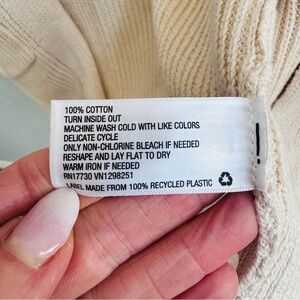 100% COTTON
TURN INSIDE OUT
MACHINE WASH COLD WITH LIKE COLORS
DELICATE CYCLE
ONLY NON-CHLORINE BLEACH IF NEEDED
RESHAPE AND LAY FLAT TO DRY
WARM IRON IF NEEDED
RN17730 VN1298251
LABEL MADE FROM 100% RECYCLED PLASTIC